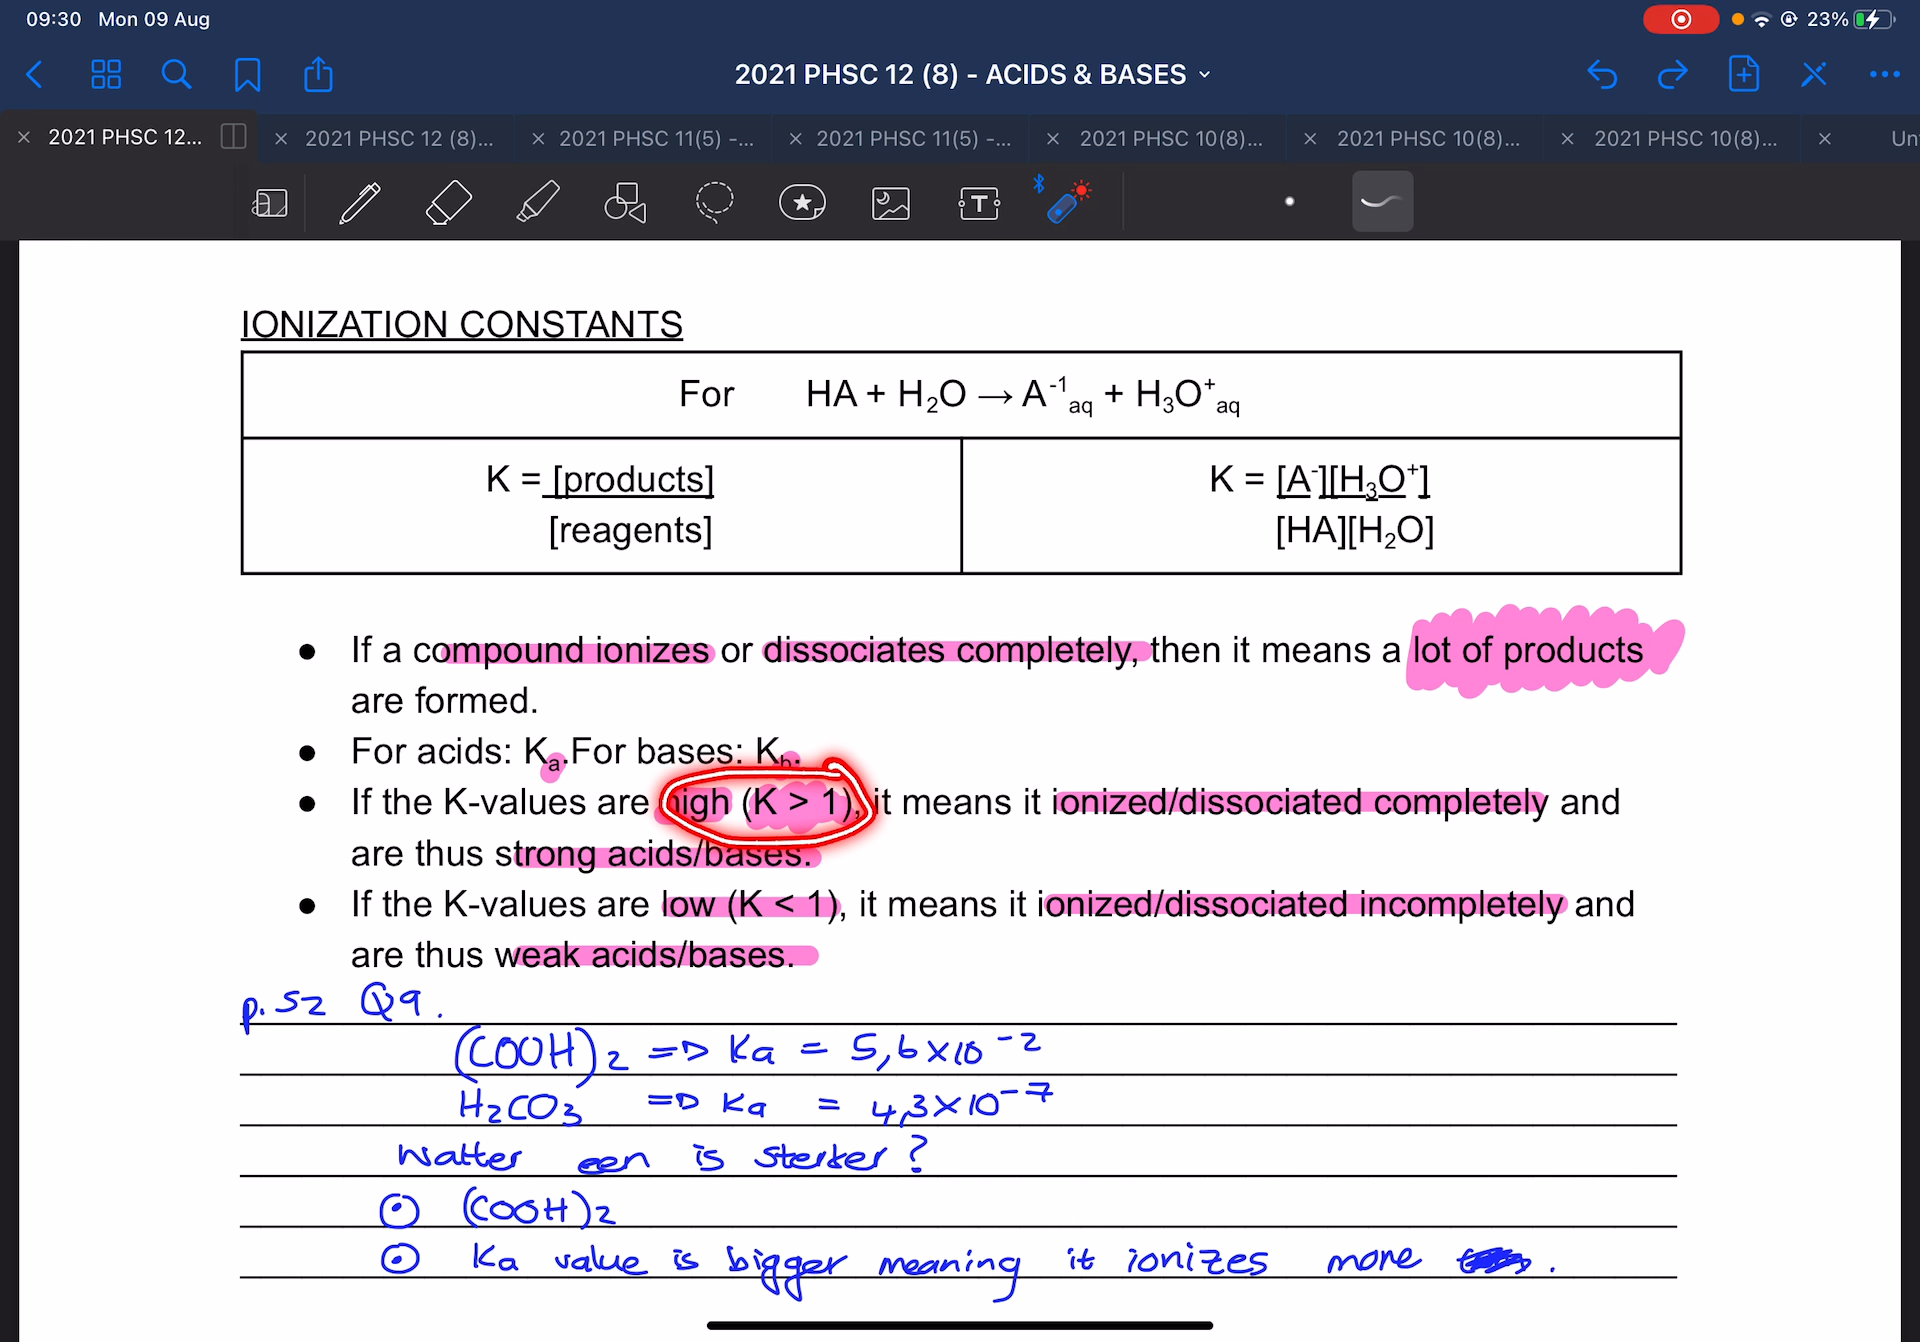 09:30 Mon 09 Aug
23%
2021 PHSC 12 (8) - ACIDS & BASES
2021 PHSC 12...
2021 PHSC 12 (8)...
2021 PHSC 11(5) -...
2021 PHSC 11(5) -...
2021 PHSC 10(8)...
2021 PHSC 10(8)...
2021 PHSC 10(8)...
Un
IONIZATION CONSTANTS
For HA + H₂O → A⁻¹aq + H₃O⁺aq
K = [products]
[reagents]
K = [A⁻][H₃O⁺]
[HA][H₂O]
● If a compound ionizes or dissociates completely, then it means a lot of products
are formed.
● For acids: Kₐ.For bases: K_b.
● If the K-values are high (K > 1), it means it ionized/dissociated completely and
are thus strong acids/bases.
● If the K-values are low (K < 1), it means it ionized/dissociated incompletely and
are thus weak acids/bases.
p.52 Q9.
(COOH)₂ ⇒ Ka = 5,6×10⁻²
H₂CO₃ ⇒ Ka = 4,3×10⁻⁷
Watter een is sterker?
(COOH)₂
Ka value is bigger meaning it ionizes more .